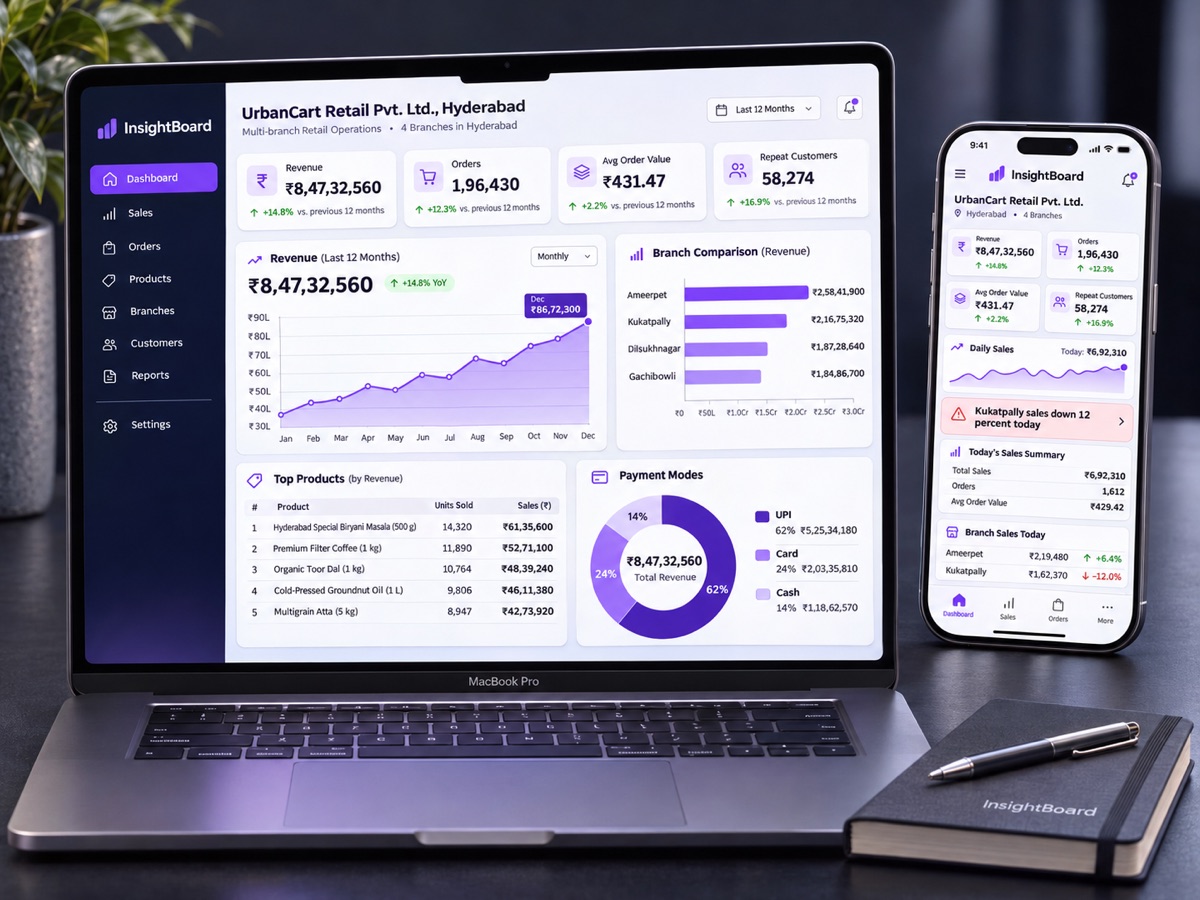 InsightBoard
Dashboard
Sales
Orders
Products
Branches
Customers
Reports
Settings
UrbanCart Retail Pvt. Ltd., Hyderabad
Multi-branch Retail Operations • 4 Branches in Hyderabad
Last 12 Months
Revenue
₹8,47,32,560
↑ +14.8% vs. previous 12 months
Orders
1,96,430
↑ +12.3% vs. previous 12 months
Avg Order Value
₹431.47
↑ +2.2% vs. previous 12 months
Repeat Customers
58,274
↑ +16.9% vs. previous 12 months
Revenue (Last 12 Months)
Monthly
₹8,47,32,560 ↑ +14.8% YoY
Dec
₹86,72,300
₹90L
₹80L
₹70L
₹60L
₹50L
₹40L
₹30L
Jan Feb Mar Apr May Jun Jul Aug Sep Oct Nov Dec
Branch Comparison (Revenue)
Ameerpet ₹2,58,41,900
Kukatpally ₹2,16,75,320
Dilsukhnagar ₹1,87,28,640
Gachibowli ₹1,84,86,700
₹0 ₹50L ₹1.0Cr ₹1.5Cr ₹2.0Cr ₹2.5Cr ₹3.0Cr
Top Products (by Revenue)
# Product Units Sold Sales (₹)
1 Hyderabad Special Biryani Masala (500 g) 14,320 ₹61,35,600
2 Premium Filter Coffee (1 kg) 11,890 ₹52,71,100
3 Organic Toor Dal (1 kg) 10,764 ₹48,39,240
4 Cold-Pressed Groundnut Oil (1 L) 9,806 ₹46,11,380
5 Multigrain Atta (5 kg) 8,947 ₹42,73,920
Payment Modes
14%
24%
62%
₹8,47,32,560
Total Revenue
UPI
62% ₹5,25,34,180
Card
24% ₹2,03,35,810
Cash
14% ₹1,18,62,570
MacBook Pro
9:41
InsightBoard
UrbanCart Retail Pvt. Ltd.
Hyderabad • 4 Branches
Revenue
₹8,47,32,560
↑ +14.8%
Orders
1,96,430
↑ +12.3%
Avg Order Value
₹431.47
↑ +2.2%
Repeat Customers
58,274
↑ +16.9%
Daily Sales Today: ₹6,92,310
Kukatpally sales down 12
percent today
Today's Sales Summary
Total Sales ₹6,92,310
Orders 1,612
Avg Order Value ₹429.42
Branch Sales Today
Ameerpet ₹2,19,480 ↑ +6.4%
Kukatpally ₹1,62,370 ↓ −12.0%
Dashboard
Sales
Orders
More
InsightBoard